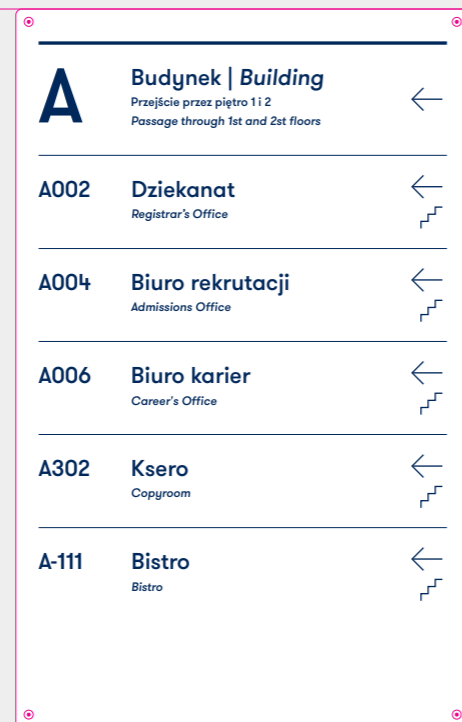 A
Budynek | Building
Przejście przez piętro 1 i 2
Passage through 1st and 2st floors
A002 Dziekanat
Registrar's Office
A004 Biuro rekrutacji
Admissions Office
A006 Biuro karier
Career's Office
A302 Ksero
Copyroom
A-111 Bistro
Bistro